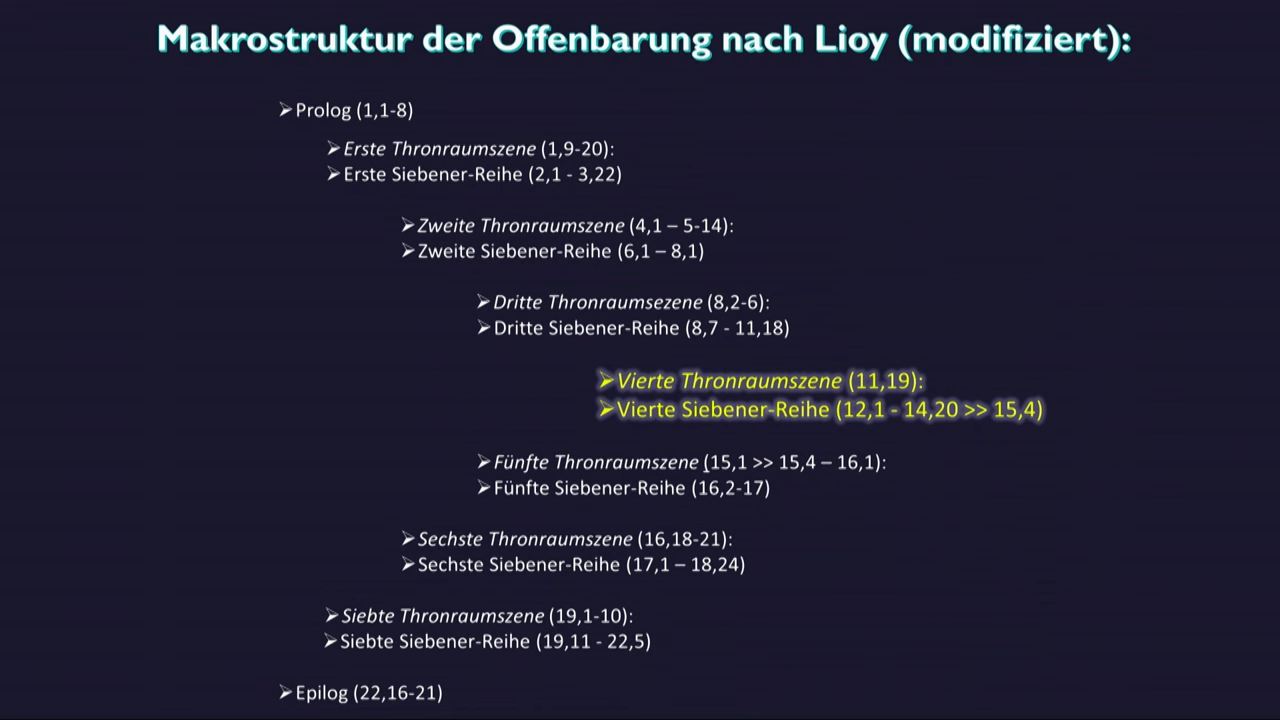 Makrostruktur der Offenbarung nach Lioy (modifiziert):
➢Prolog (1,1-8)
➢Erste Thronraumszene (1,9-20):
➢Erste Siebener-Reihe (2,1 - 3,22)
➢Zweite Thronraumszene (4,1 – 5-14):
➢Zweite Siebener-Reihe (6,1 – 8,1)
➢Dritte Thronraumsezene (8,2-6):
➢Dritte Siebener-Reihe (8,7 - 11,18)
➢Vierte Thronraumszene (11,19):
➢Vierte Siebener-Reihe (12,1 - 14,20 >> 15,4)
➢Fünfte Thronraumszene (15,1 >> 15,4 – 16,1):
➢Fünfte Siebener-Reihe (16,2-17)
➢Sechste Thronraumszene (16,18-21):
➢Sechste Siebener-Reihe (17,1 – 18,24)
➢Siebte Thronraumszene (19,1-10):
➢Siebte Siebener-Reihe (19,11 - 22,5)
➢Epilog (22,16-21)